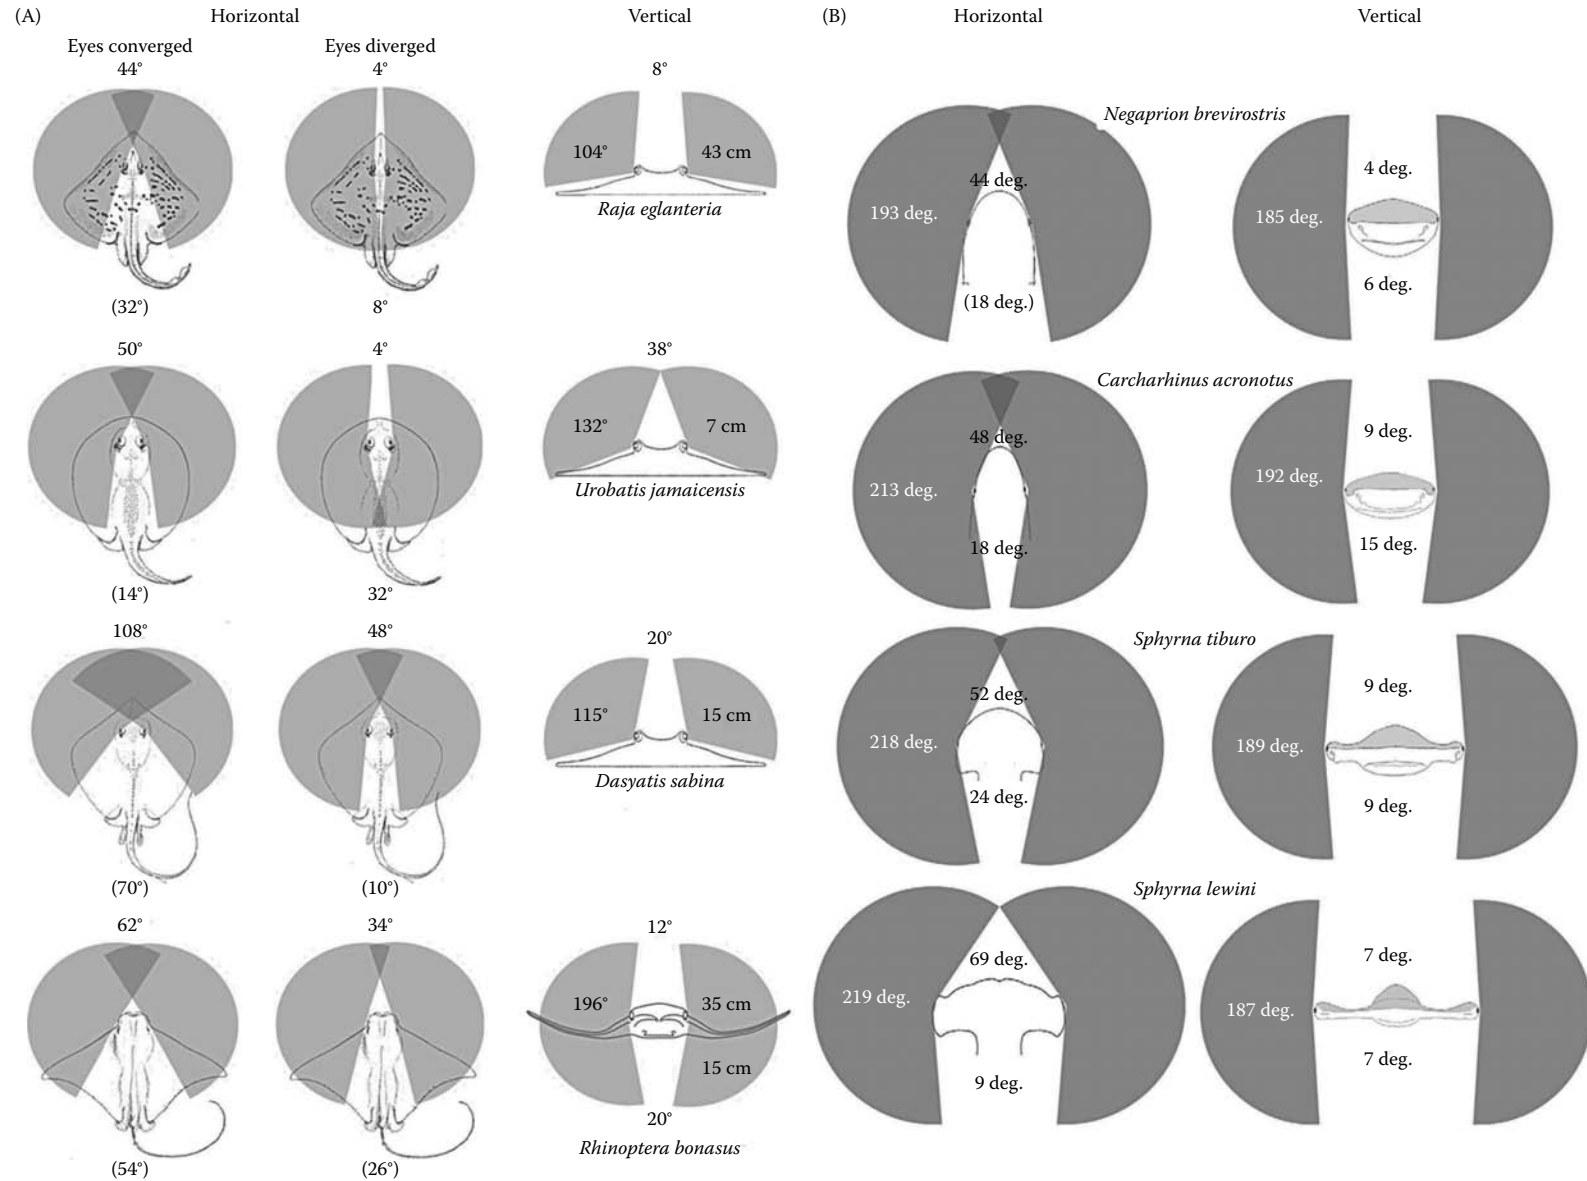 (A)
Horizontal
Vertical
Eyes converged
Eyes diverged
44°
4°
8°
104°
43 cm
Raja eglanteria
(32°)
8°
50°
4°
38°
132°
7 cm
Urobatis jamaicensis
(14°)
32°
108°
48°
20°
115°
15 cm
Dasyatis sabina
(70°)
(10°)
62°
34°
12°
196°
35 cm
15 cm
20°
Rhinoptera bonasus
(54°)
(26°)
(B)
Horizontal
Vertical
Negaprion brevirostris
44 deg.
193 deg.
(18 deg.)
4 deg.
185 deg.
6 deg.
Carcharhinus acronotus
48 deg.
213 deg.
18 deg.
9 deg.
192 deg.
15 deg.
Sphyrna tiburo
52 deg.
218 deg.
24 deg.
9 deg.
189 deg.
9 deg.
Sphyrna lewini
69 deg.
219 deg.
9 deg.
7 deg.
187 deg.
7 deg.